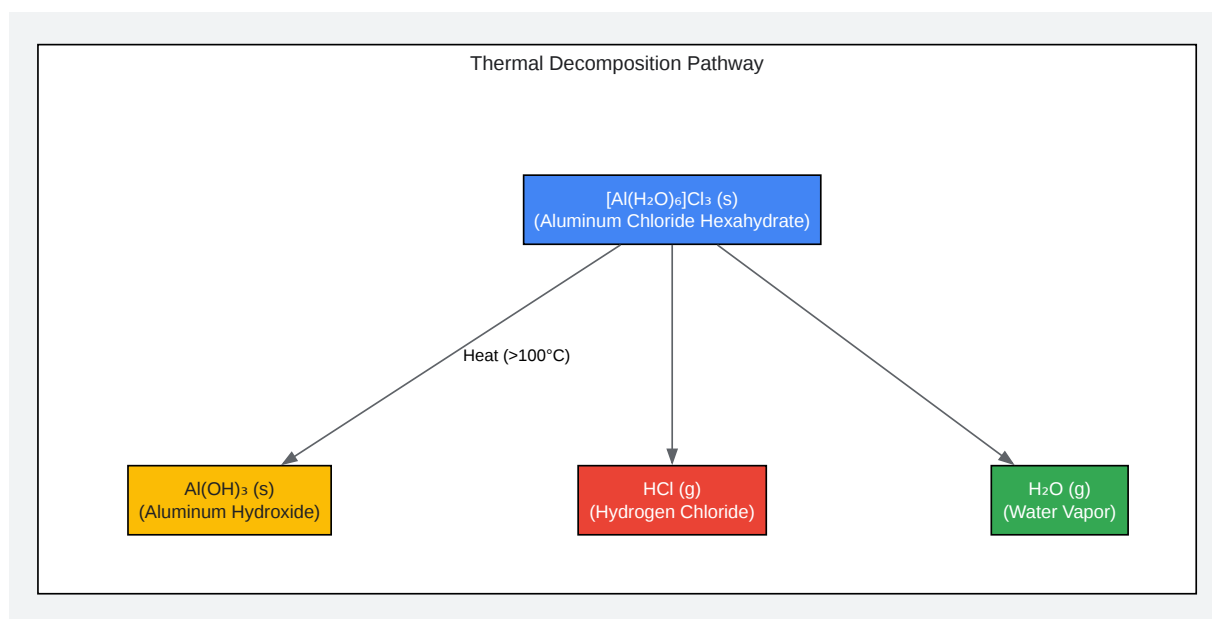 Thermal Decomposition Pathway
[Al(H₂O)₆]Cl₃ (s)
(Aluminum Chloride Hexahydrate)
Heat (>100°C)
Al(OH)₃ (s)
(Aluminum Hydroxide)
HCl (g)
(Hydrogen Chloride)
H₂O (g)
(Water Vapor)